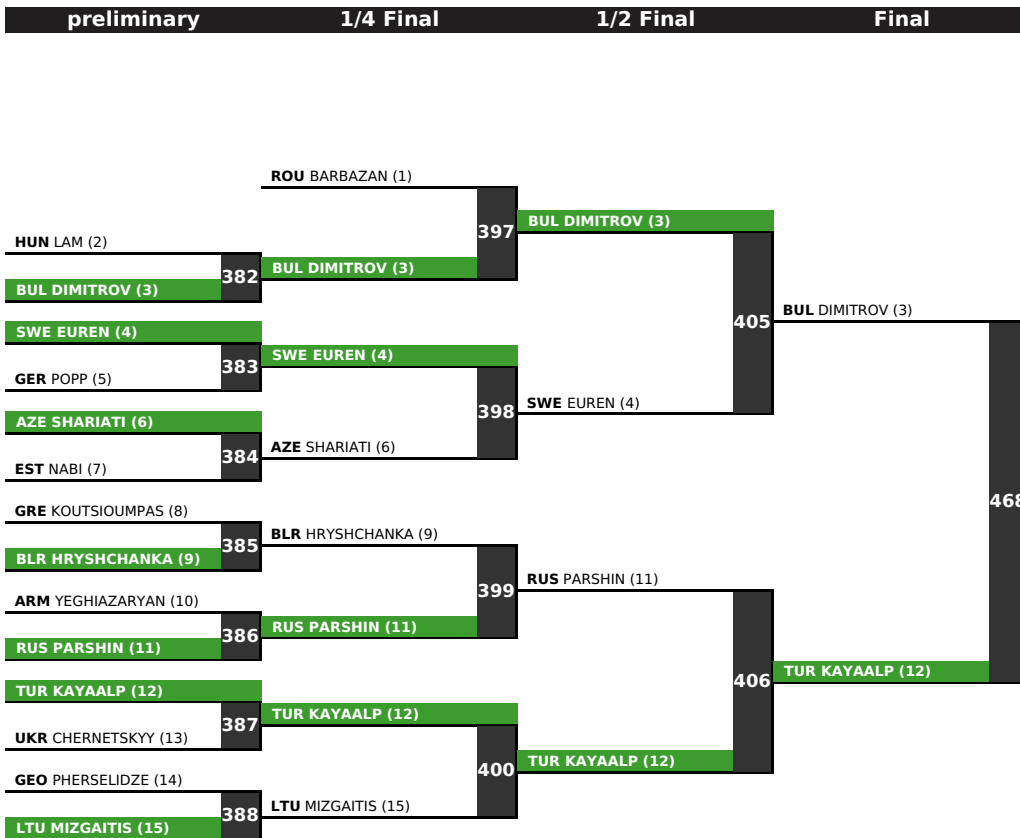 preliminary
1/4 Final
1/2 Final
Final
ROU BARBAZAN (1)
HUN LAM (2)
382
BUL DIMITROV (3)
BUL DIMITROV (3)
397
BUL DIMITROV (3)
SWE EUREN (4)
383
GER POPP (5)
SWE EUREN (4)
AZE SHARIATI (6)
384
EST NABI (7)
AZE SHARIATI (6)
398
SWE EUREN (4)
405
BUL DIMITROV (3)
GRE KOUTSIOUMPAS (8)
385
BLR HRYSHCHANKA (9)
BLR HRYSHCHANKA (9)
ARM YEGHIAZARYAN (10)
386
RUS PARSHIN (11)
RUS PARSHIN (11)
399
RUS PARSHIN (11)
TUR KAYAALP (12)
387
UKR CHERNETSKYY (13)
TUR KAYAALP (12)
GEO PHERSELIDZE (14)
388
LTU MIZGAITIS (15)
LTU MIZGAITIS (15)
400
TUR KAYAALP (12)
406
TUR KAYAALP (12)
468